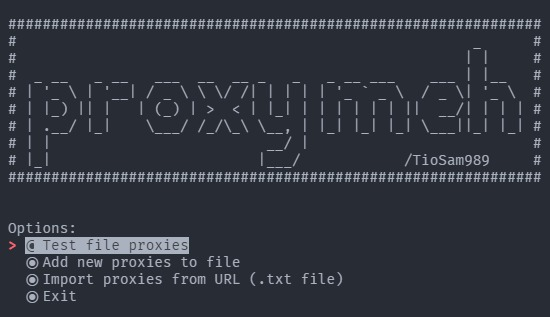 proxymeh
/TioSam989
Options:
> Test file proxies
Add new proxies to file
Import proxies from URL (.txt file)
Exit